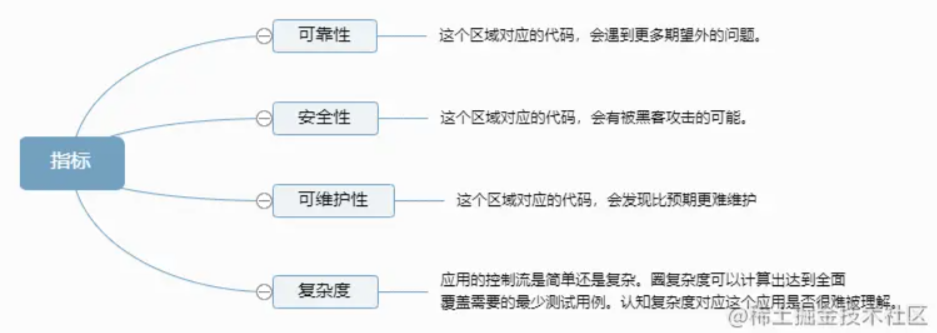 指标
可靠性
这个区域对应的代码，会遇到更多期望外的问题。
安全性
这个区域对应的代码，会有被黑客攻击的可能。
可维护性
这个区域对应的代码，会发现比预期更难维护
复杂度
应用的控制流是简单还是复杂。圈复杂度可以计算出达到全面
覆盖需要的最少测试用例。认知复杂度对应这个应用是否很难被理解。
@稀土掘金技术社区